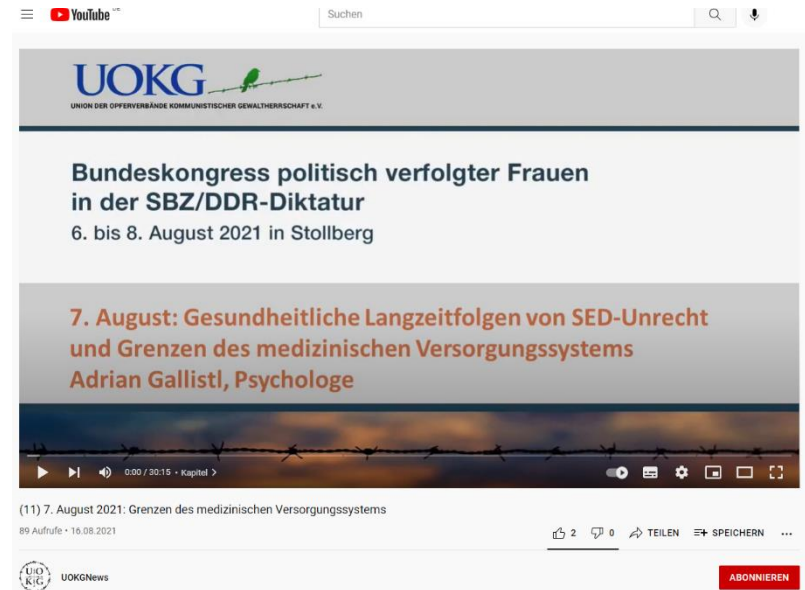 YouTube DE
Suchen
UOKG
UNION DER OPFERVERBÄNDE KOMMUNISTISCHER GEWALTHERRSCHAFT e.V.
Bundeskongress politisch verfolgter Frauen
in der SBZ/DDR-Diktatur
6. bis 8. August 2021 in Stollberg
7. August: Gesundheitliche Langzeitfolgen von SED-Unrecht
und Grenzen des medizinischen Versorgungssystems
Adrian Gallistl, Psychologe
0:00 / 30:15 • Kapitel >
(11) 7. August 2021: Grenzen des medizinischen Versorgungssystems
89 Aufrufe • 16.08.2021
2 0 TEILEN SPEICHERN ...
UOKG UOKGNews ABONNIEREN